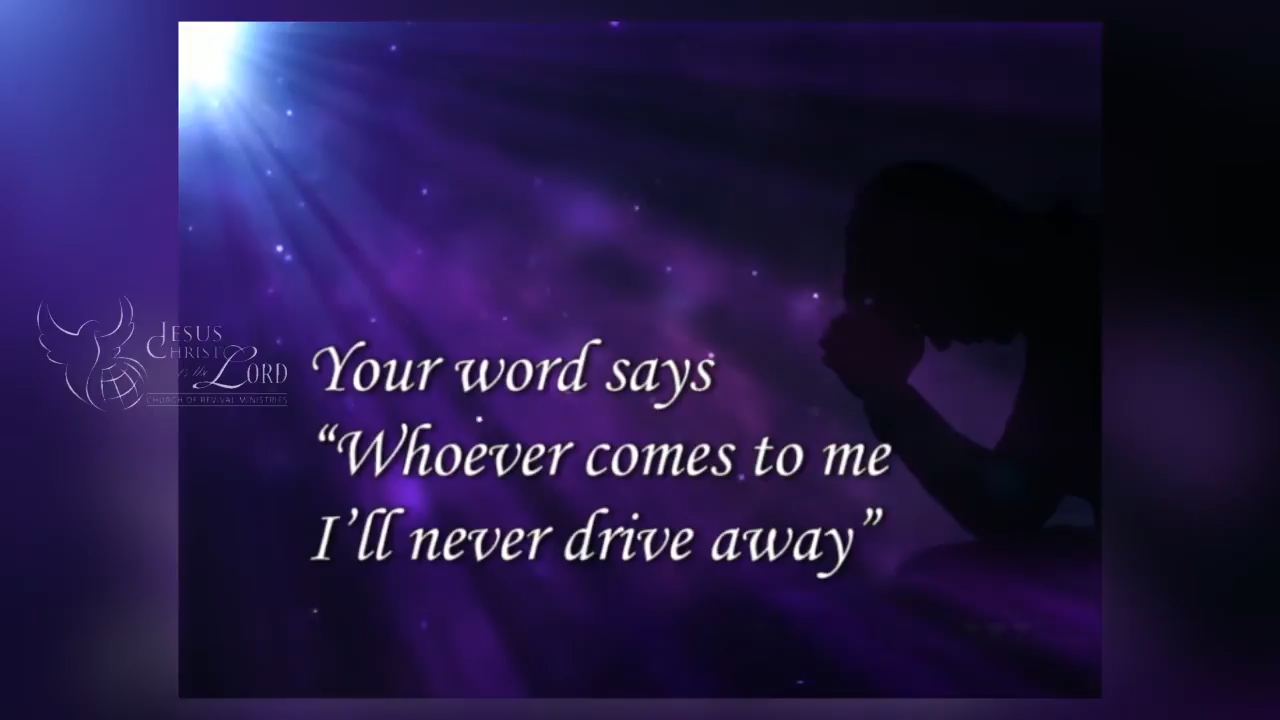 JESUS
CHRIST
is the LORD
CHURCH OF REVIVAL MINISTRIES
Your word says
“Whoever comes to me
I’ll never drive away”